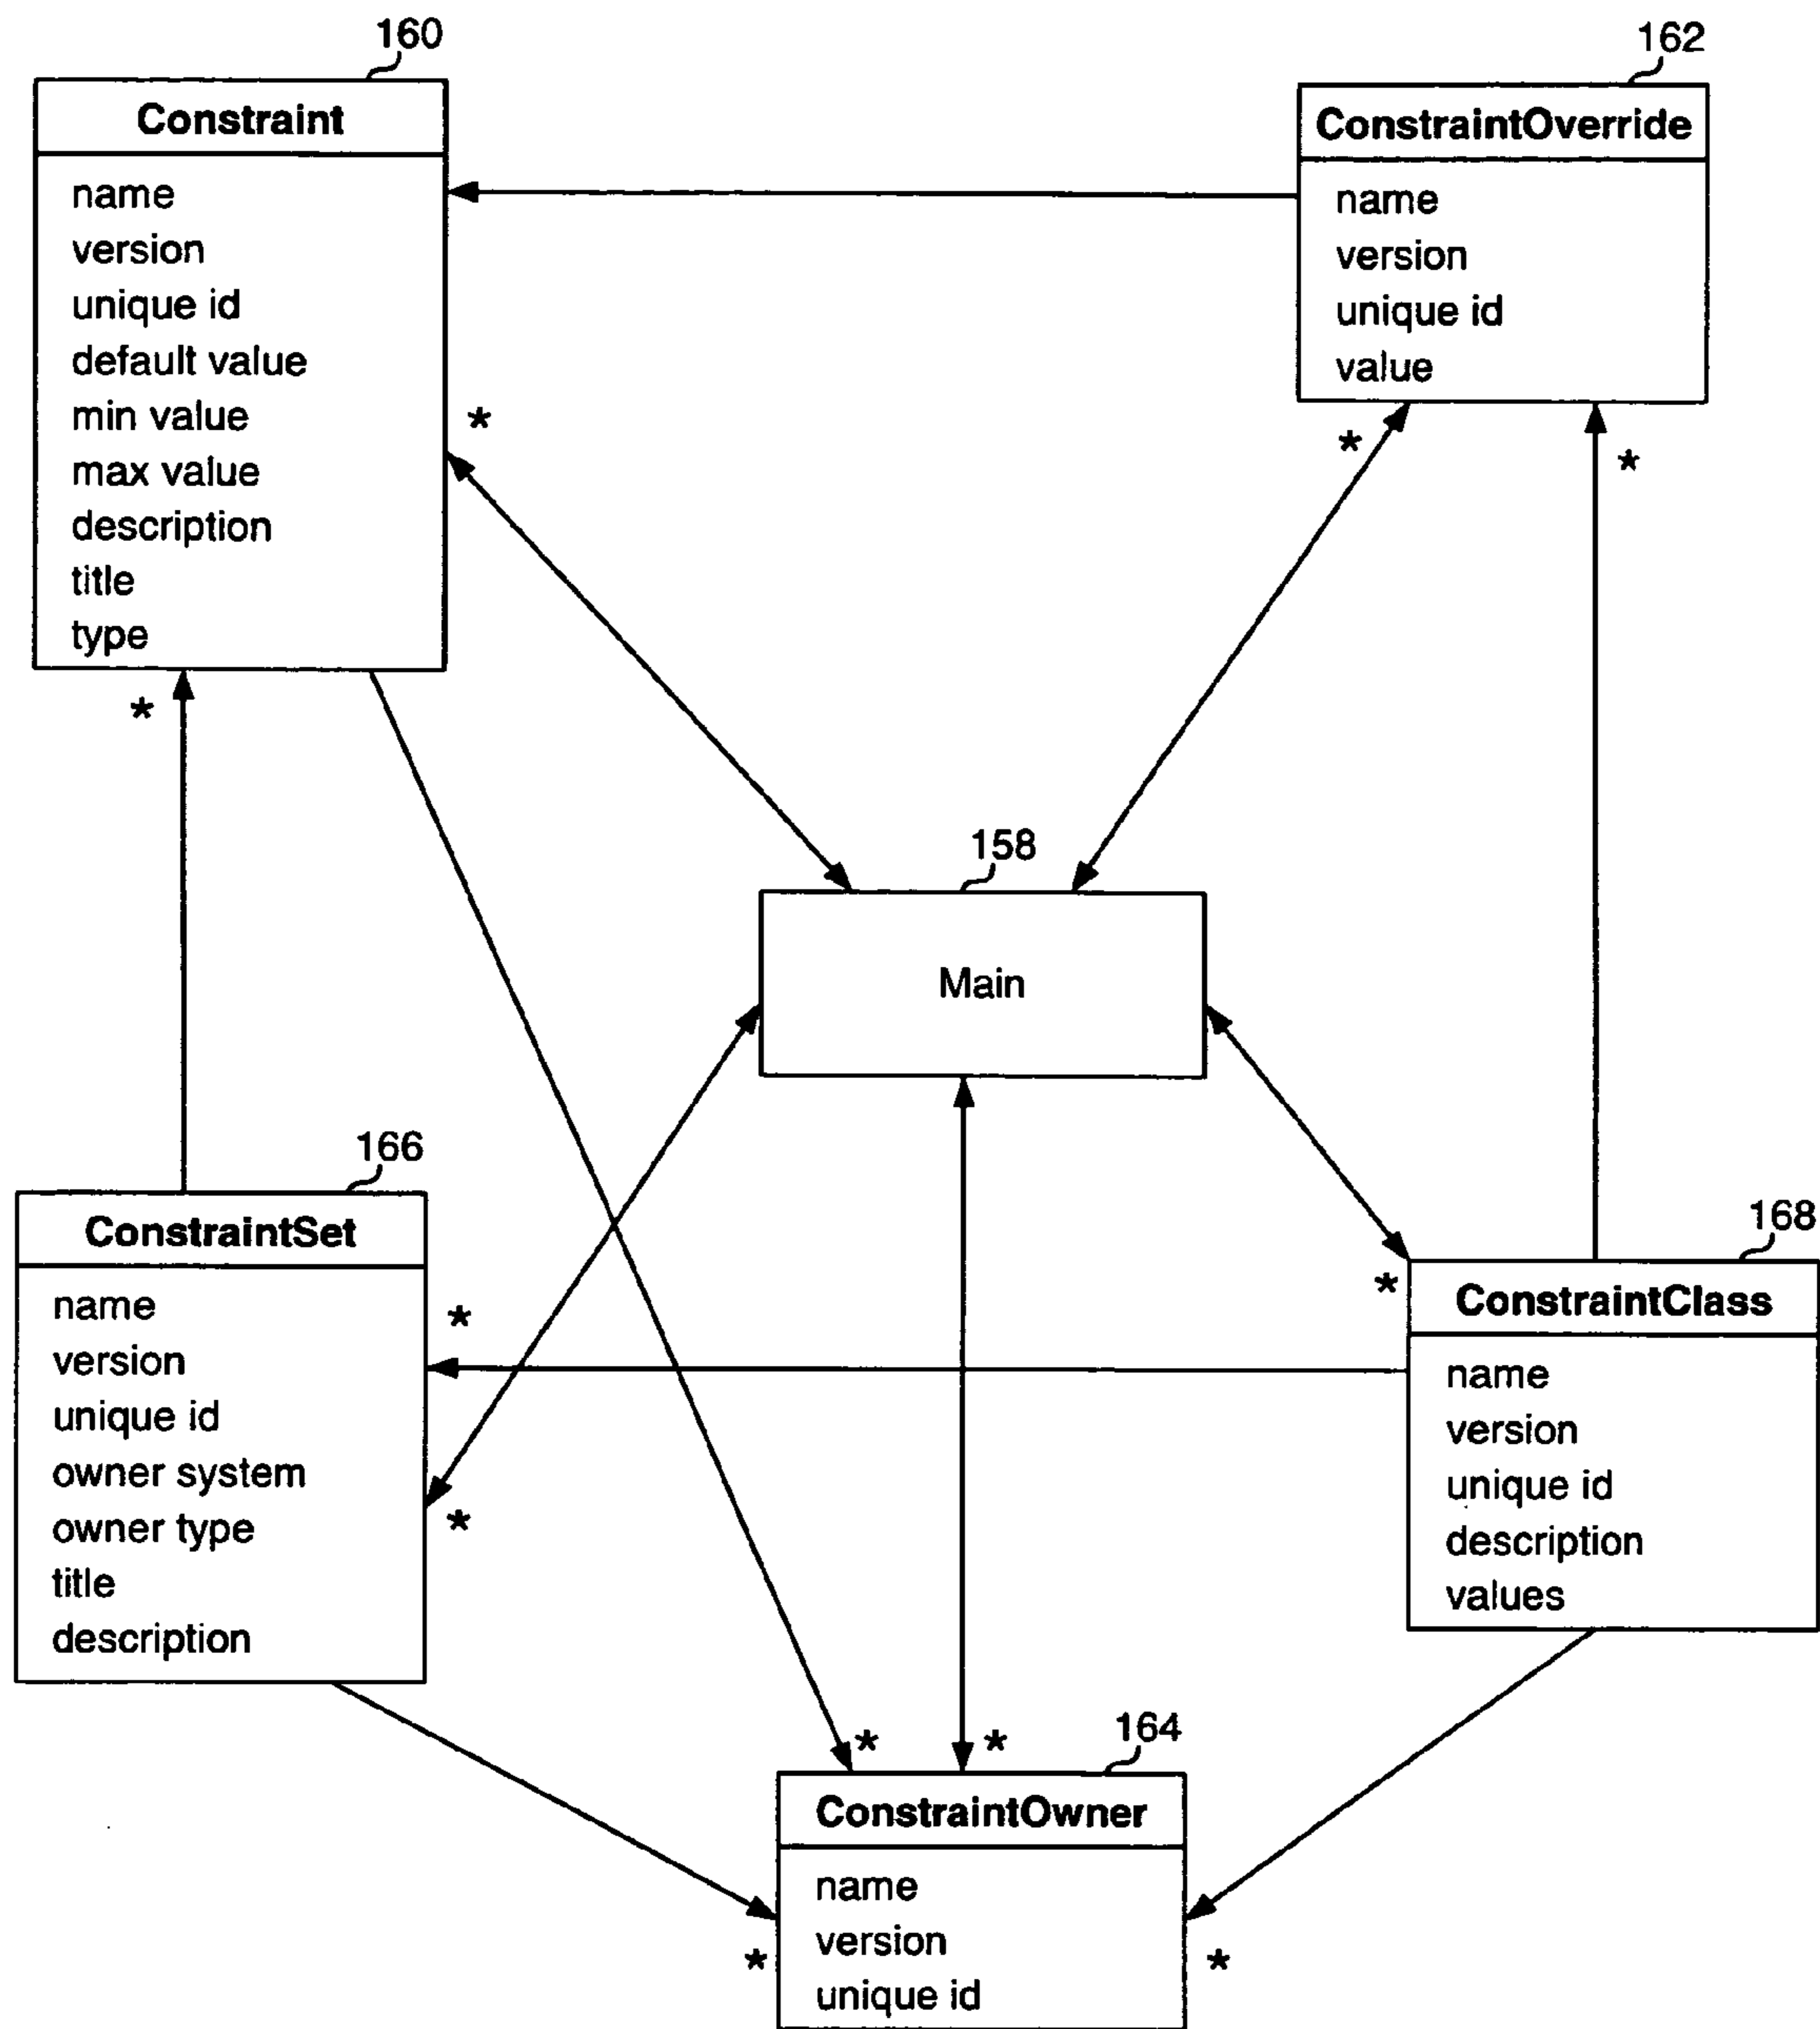 160
Constraint
name
version
unique id
default value
min value
max value
description
title
type
*
*
162
ConstraintOverride
name
version
unique id
value
*
*
158
Main
166
ConstraintSet
name
version
unique id
owner system
owner type
title
description
*
*
168
ConstraintClass
name
version
unique id
description
values
*
164
ConstraintOwner
name
version
unique id
*
*
*
*